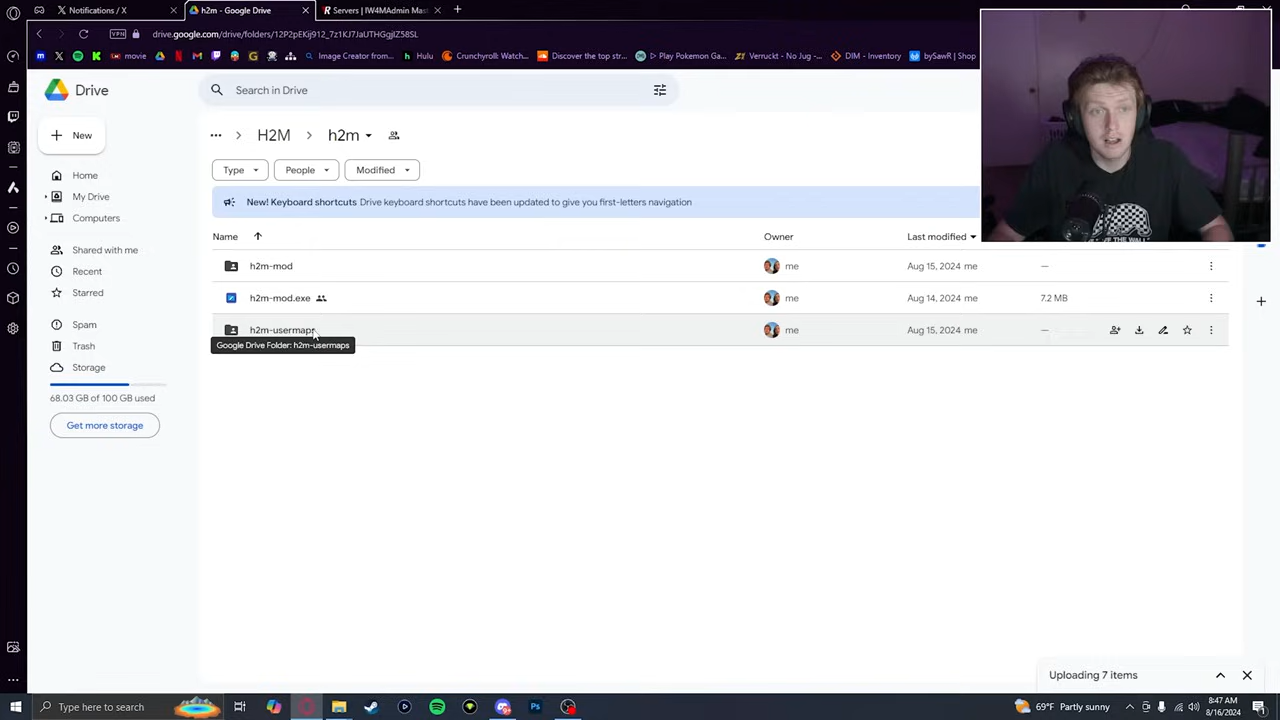 Notifications / X
h2m - Google Drive
Servers | IW4MAdmin Mast
drive.google.com/drive/folders/
VPN
movie
Image Creator from...
Hulu
Crunchyroll: Watch...
Discover the top str...
▷ Play Pokemon Ga...
Verruckt - No Jug -...
DIM - Inventory
bySawR | Shop
Drive
Search in Drive
New
... > H2M > h2m
Type
People
Modified
Home
My Drive
Computers
Shared with me
Recent
Starred
Spam
Trash
Storage
68.03 GB of 100 GB used
Get more storage
New! Keyboard shortcuts Drive keyboard shortcuts have been updated to give you first-letters navigation
Name
Owner
Last modified
h2m-mod
me
Aug 15, 2024 me
—
h2m-mod.exe
me
Aug 14, 2024 me
7.2 MB
h2m-usermaps
me
Aug 15, 2024 me
—
Google Drive Folder: h2m-usermaps
Uploading 7 items
Type here to search
69°F Partly sunny
8:47 AM
8/16/2024